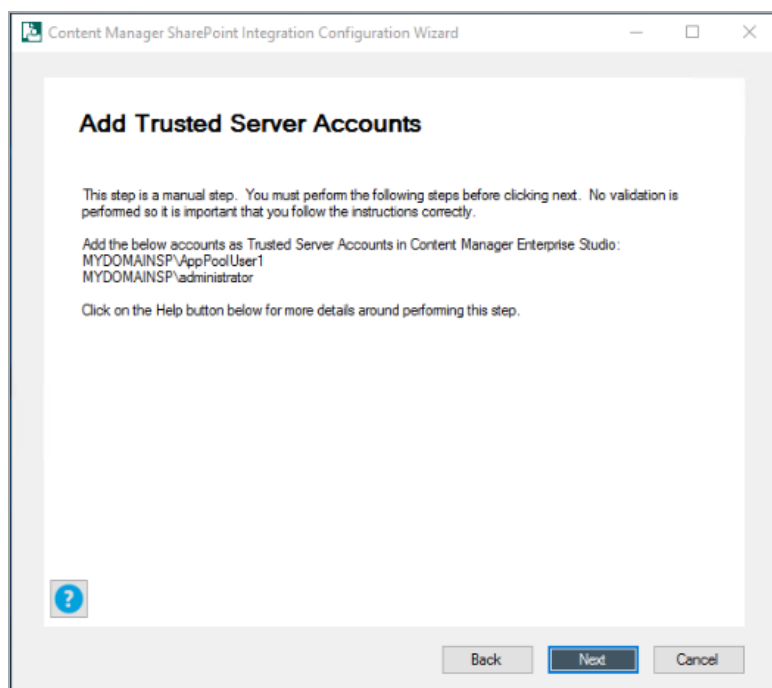 Content Manager SharePoint Integration Configuration Wizard
Add Trusted Server Accounts
This step is a manual step. You must perform the following steps before clicking next. No validation is
performed so it is important that you follow the instructions correctly.
Add the below accounts as Trusted Server Accounts in Content Manager Enterprise Studio:
MYDOMAINSP\AppPoolUser1
MYDOMAINSP\administrator
Click on the Help button below for more details around performing this step.
?
Back Next Cancel